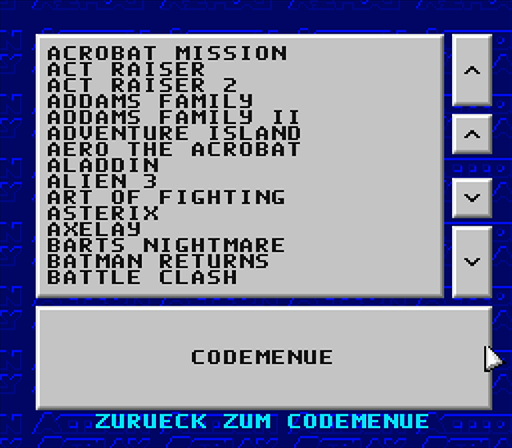 ACROBAT MISSION
ACT RAISER
ACT RAISER 2
ADDAMS FAMILY
ADDAMS FAMILY II
ADVENTURE ISLAND
AERO THE ACROBAT
ALADDIN
ALIEN 3
ART OF FIGHTING
ASTERIX
AXELAY
BARTS NIGHTMARE
BATMAN RETURNS
BATTLE CLASH
CODEMENUE
ZURUECK ZUM CODEMENUE